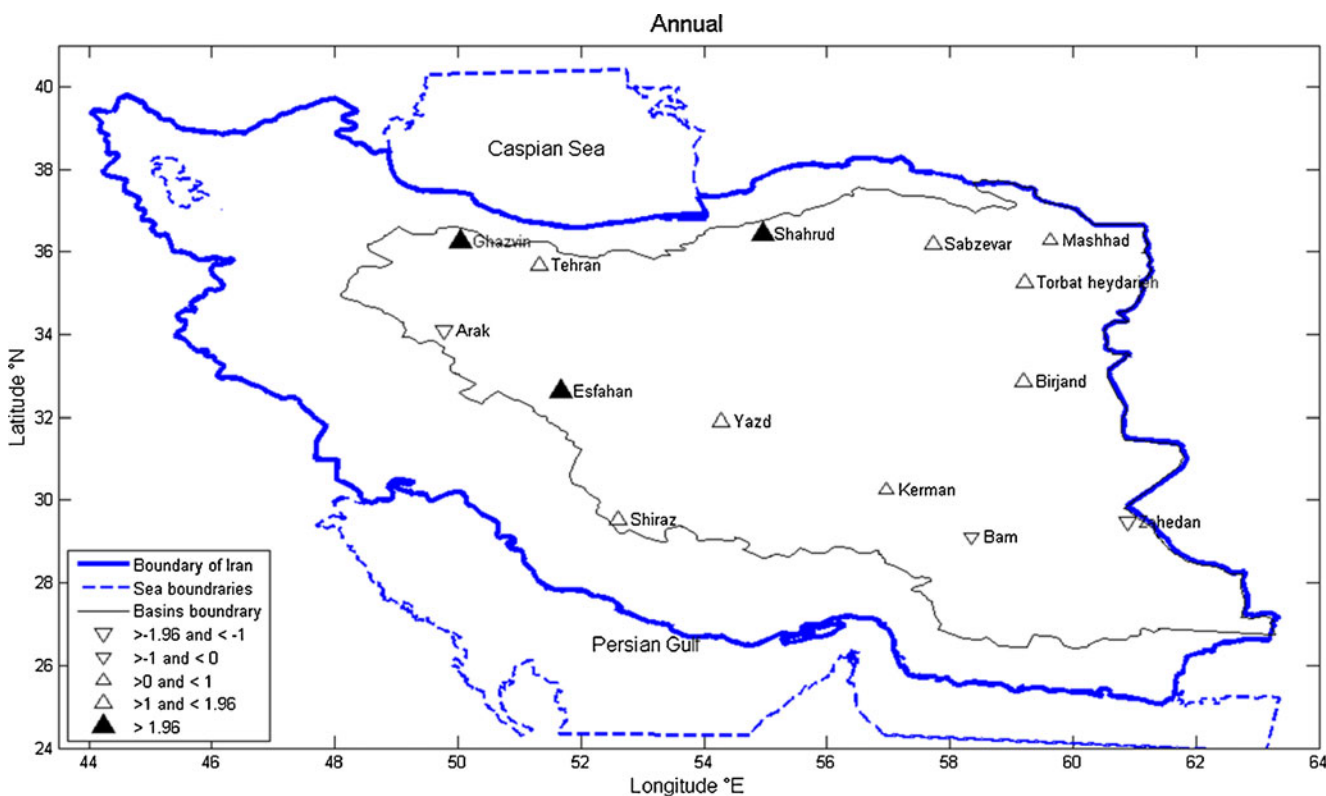 Annual
40
38
36
34
32
30
28
26
24
Latitude °N
Caspian Sea
Ghazvin
Shahrud
Sabzevar
Mashhad
Tehran
Torbat heydarieh
Arak
Esfahan
Birjand
Yazd
Kerman
Shiraz
Zahedan
Bam
Persian Gulf
Boundary of Iran
Sea boundraries
Basins boundrary
>-1.96 and < -1
>-1 and < 0
>0 and < 1
>1 and < 1.96
> 1.96
44 46 48 50 52 54 56 58 60 62 64
Longitude °E